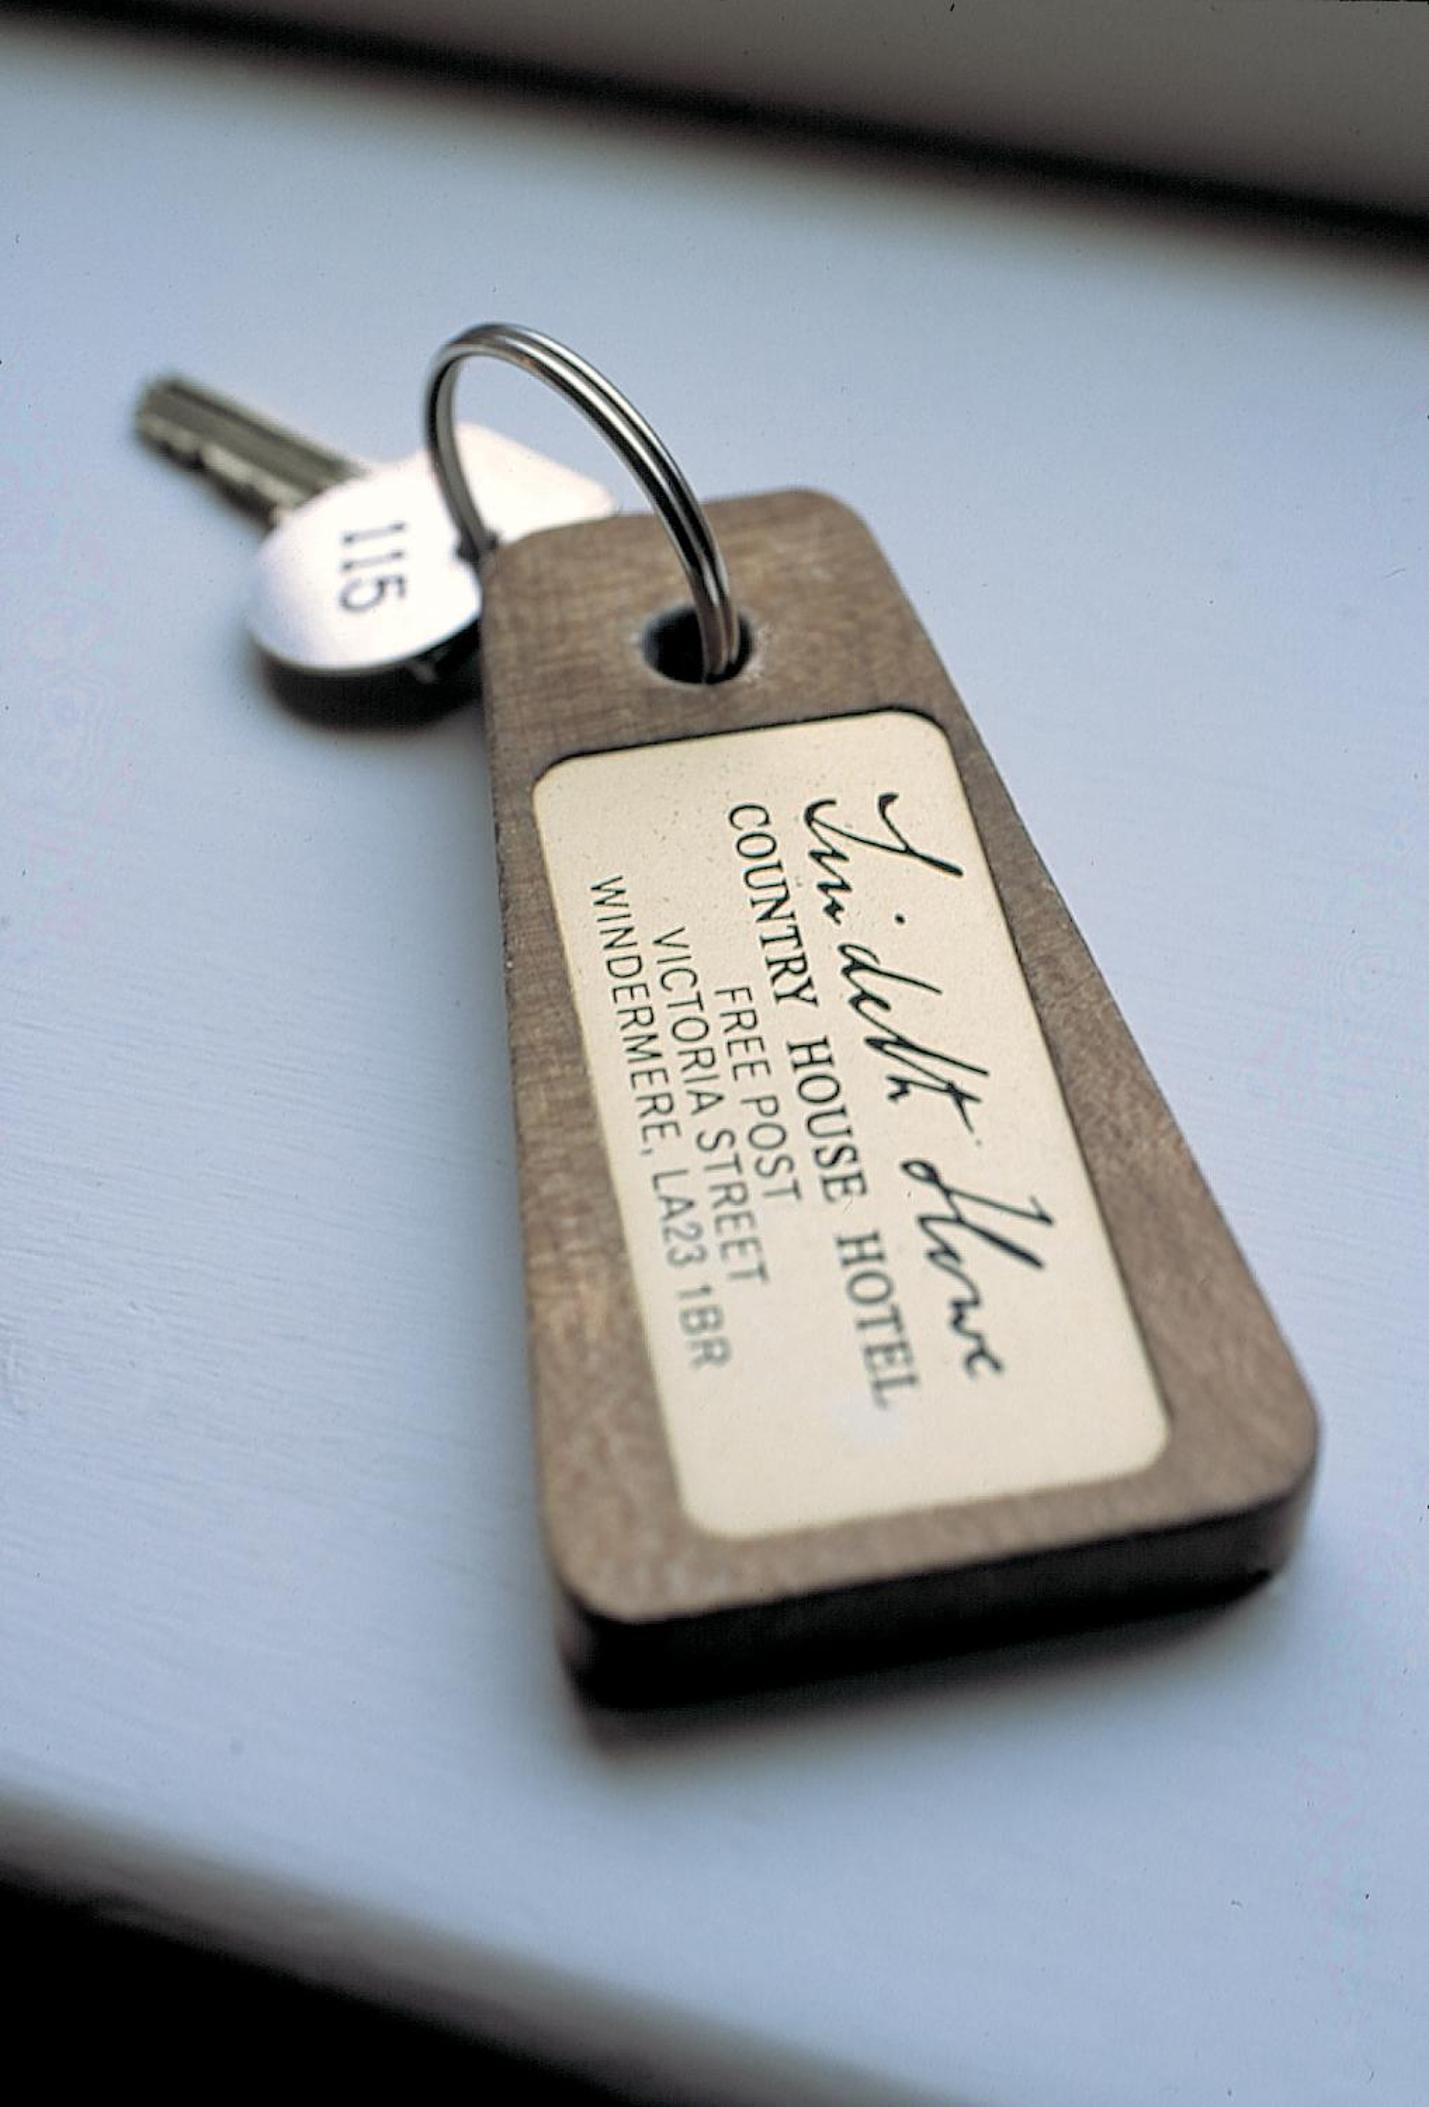 115
Lindeth Howe
COUNTRY HOUSE HOTEL
FREE POST
VICTORIA STREET
WINDERMERE, LA23 1BR